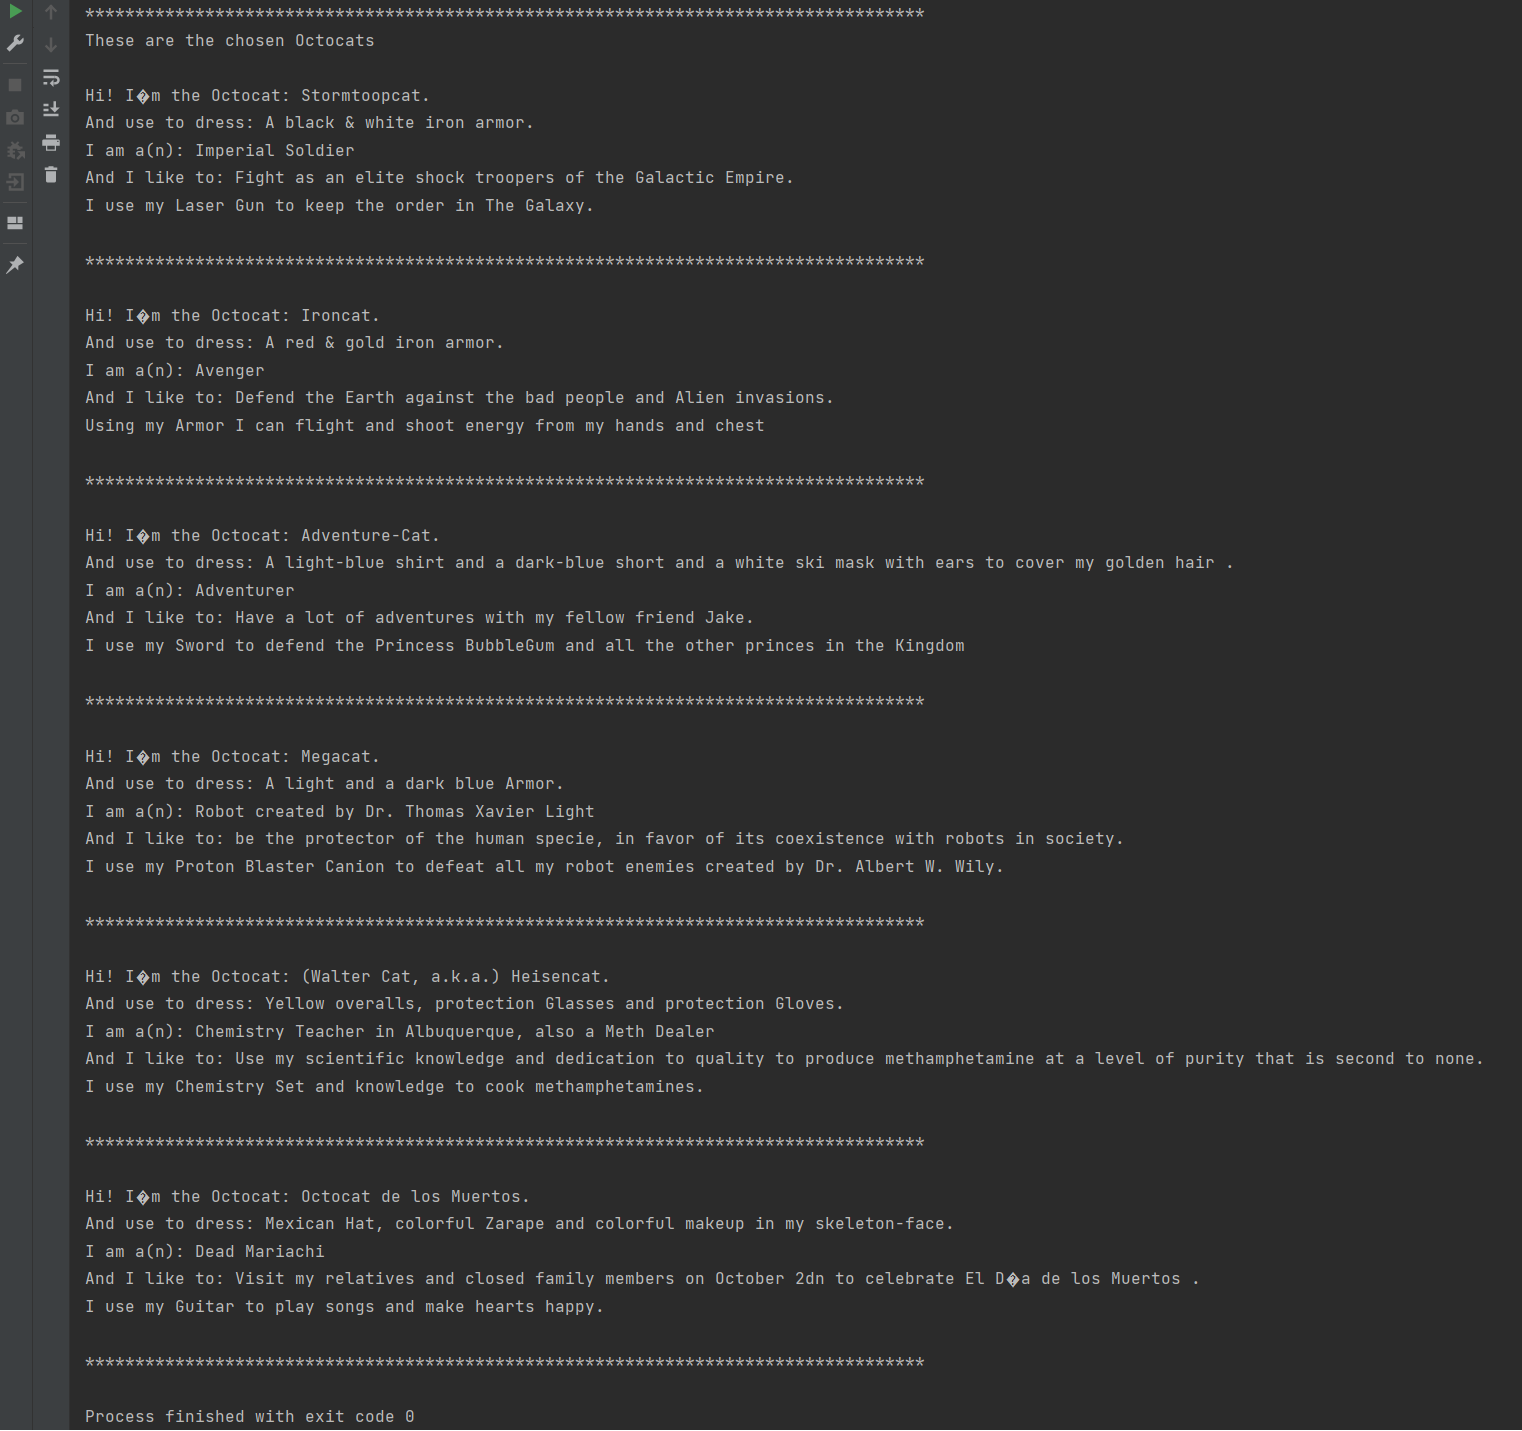 ************************************************************************************
These are the chosen Octocats
Hi! I�m the Octocat: Stormtoopcat.
And use to dress: A black & white iron armor.
I am a(n): Imperial Soldier
And I like to: Fight as an elite shock troopers of the Galactic Empire.
I use my Laser Gun to keep the order in The Galaxy.
************************************************************************************
Hi! I�m the Octocat: Ironcat.
And use to dress: A red & gold iron armor.
I am a(n): Avenger
And I like to: Defend the Earth against the bad people and Alien invasions.
Using my Armor I can flight and shoot energy from my hands and chest
************************************************************************************
Hi! I�m the Octocat: Adventure-Cat.
And use to dress: A light-blue shirt and a dark-blue short and a white ski mask with ears to cover my golden hair .
I am a(n): Adventurer
And I like to: Have a lot of adventures with my fellow friend Jake.
I use my Sword to defend the Princess BubbleGum and all the other princes in the Kingdom
************************************************************************************
Hi! I�m the Octocat: Megacat.
And use to dress: A light and a dark blue Armor.
I am a(n): Robot created by Dr. Thomas Xavier Light
And I like to: be the protector of the human specie, in favor of its coexistence with robots in society.
I use my Proton Blaster Canion to defeat all my robot enemies created by Dr. Albert W. Wily.
************************************************************************************
Hi! I�m the Octocat: (Walter Cat, a.k.a.) Heisencat.
And use to dress: Yellow overalls, protection Glasses and protection Gloves.
I am a(n): Chemistry Teacher in Albuquerque, also a Meth Dealer
And I like to: Use my scientific knowledge and dedication to quality to produce methamphetamine at a level of purity that is second to none.
I use my Chemistry Set and knowledge to cook methamphetamines.
************************************************************************************
Hi! I�m the Octocat: Octocat de los Muertos.
And use to dress: Mexican Hat, colorful Zarape and colorful makeup in my skeleton-face.
I am a(n): Dead Mariachi
And I like to: Visit my relatives and closed family members on October 2dn to celebrate El D�a de los Muertos .
I use my Guitar to play songs and make hearts happy.
************************************************************************************
Process finished with exit code 0